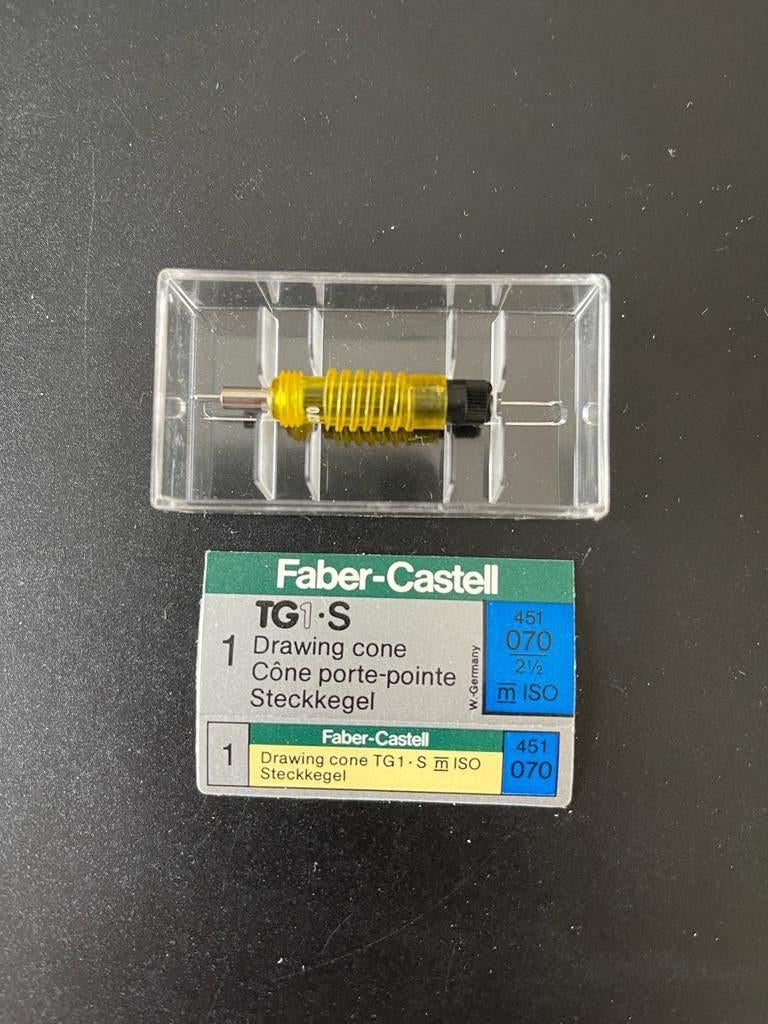 070
Faber-Castell
TG1·S
1
Drawing cone
Cône porte-pointe
Steckkegel
W.-Germany
451
070
2½
m ISO
1
Faber-Castell
Drawing cone TG1·S m ISO
Steckkegel
451
070